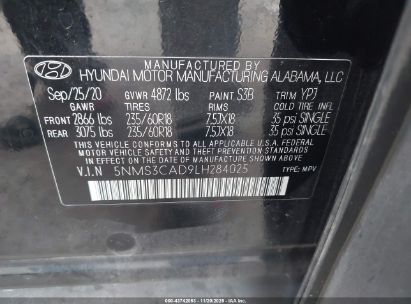 MANUFACTURED BY
HYUNDAI MOTOR MANUFACTURING ALABAMA, LLC
Sep/25/20 GVWR 4872 lbs PAINT S3B TRIM YPJ
GAWR TIRES RIMS COLD TIRE INFL
FRONT 2866 lbs 235/60R18 7.5JX18 35 psi SINGLE
REAR 3075 lbs 235/60R18 7.5JX18 35 psi SINGLE
THIS VEHICLE CONFORMS TO ALL APPLICABLE U.S. FEDERAL MOTOR
VEHICLE SAFETY STANDARDS IN EFFECT ON THE DATE OF
MANUFACTURE SHOWN ABOVE.
V.I.N 5NMS3CAD9LH284025 TYPE: MPV